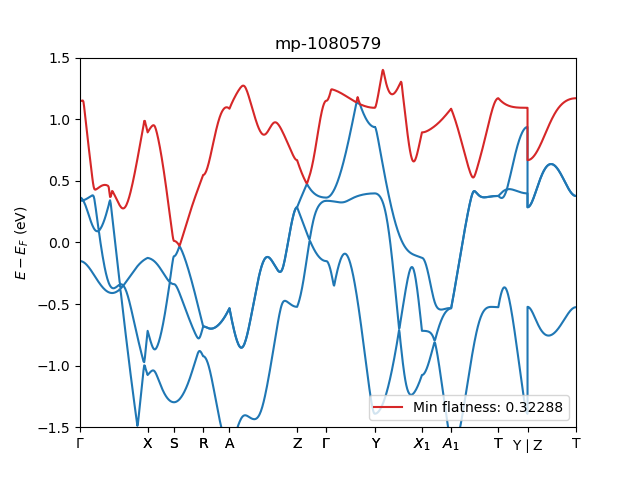 mp-1080579
E − E_F (eV)
1.5
1.0
0.5
0.0
−0.5
−1.0
−1.5
Min flatness: 0.32288
Γ X S R A Z Γ Y X₁ A₁ T Y | Z T